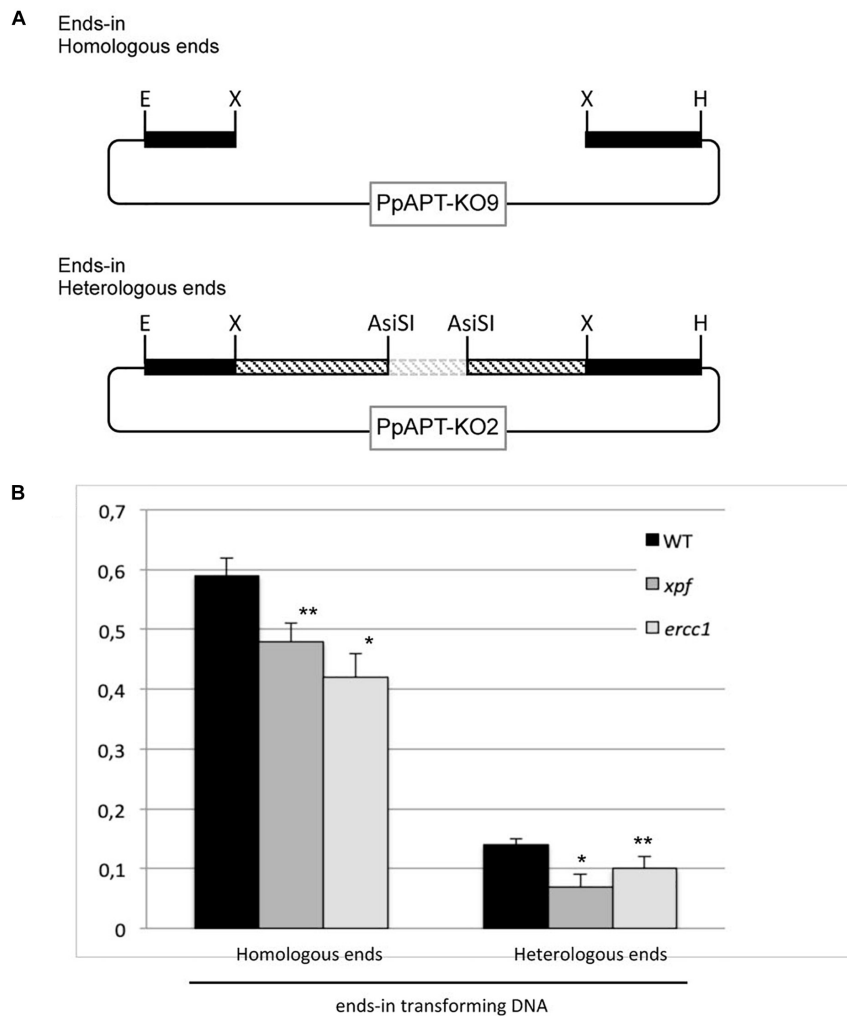 A
Ends-in
Homologous ends
E X X H
PpAPT-KO9
Ends-in
Heterologous ends
E X AsiSI AsiSI X H
PpAPT-KO2
B
0,7
0,6
0,5
0,4
0,3
0,2
0,1
0
WT
xpf
ercc1
**
*
*
**
Homologous ends Heterologous ends
ends-in transforming DNA